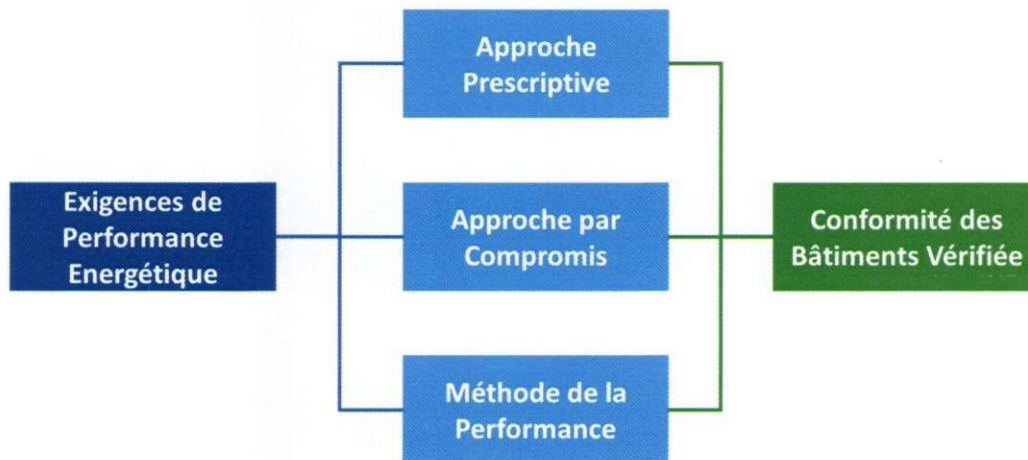 Approche
Prescriptive
Exigences de
Performance
Energétique
Approche par
Compromis
Conformité des
Bâtiments Vérifiée
Méthode de la
Performance